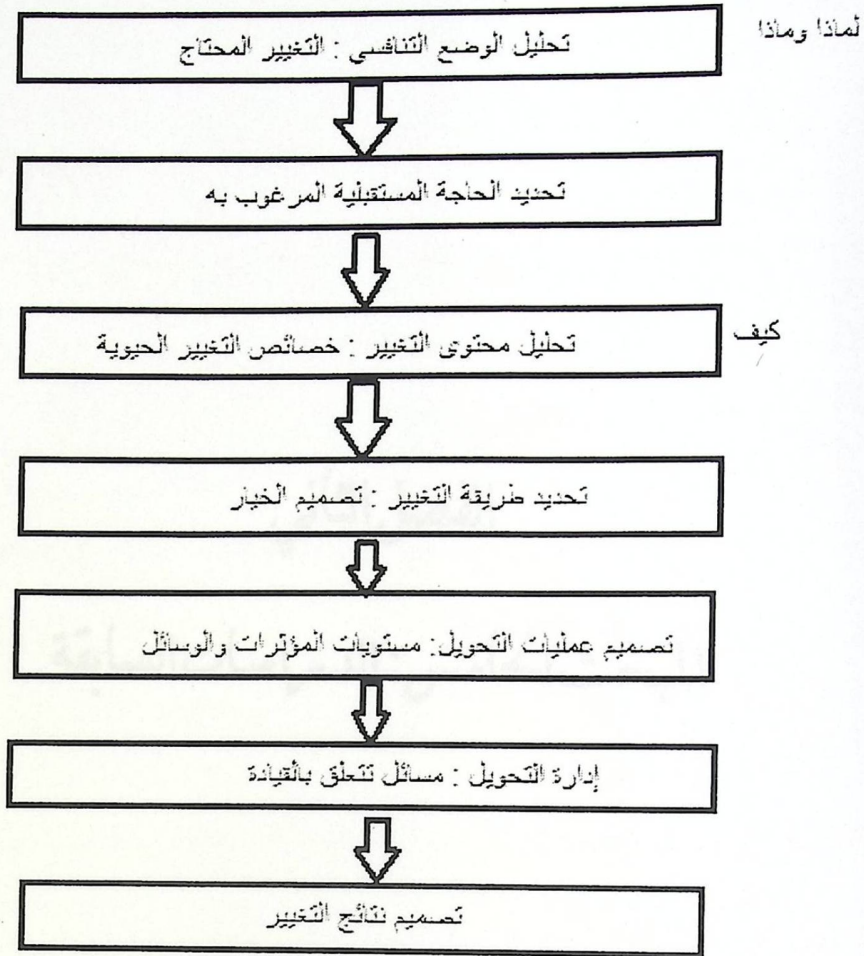 لماذا وماذا
تحليل الوضع التنافسي : التغيير المحتاج
تحديد الحاجة المستقبلية المرغوب به
كيف
تحليل محتوى التغيير : خصائص التغيير الحيوية
تحديد طريقة التغيير : تصميم الخيار
تصميم عمليات التحويل: مستويات المؤثرات والوسائل
إدارة التحويل : مسائل تتعلق بالقيادة
تصميم نتائج التغيير